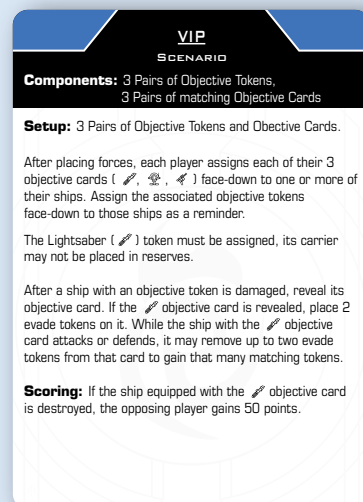 VIP
Scenario
Components: 3 Pairs of Objective Tokens,
3 Pairs of matching Objective Cards
Setup: 3 Pairs of Objective Tokens and Obective Cards.
After placing forces, each player assigns each of their 3
objective cards ( , , ) face-down to one or more of
their ships. Assign the associated objective tokens
face-down to those ships as a reminder.
The Lightsaber ( ) token must be assigned, its carrier
may not be placed in reserves.
After a ship with an objective token is damaged, reveal its
objective card. If the objective card is revealed, place 2
evade tokens on it. While the ship with the objective
card attacks or defends, it may remove up to two evade
tokens from that card to gain that many matching tokens.
Scoring: If the ship equipped with the objective card
is destroyed, the opposing player gains 50 points.